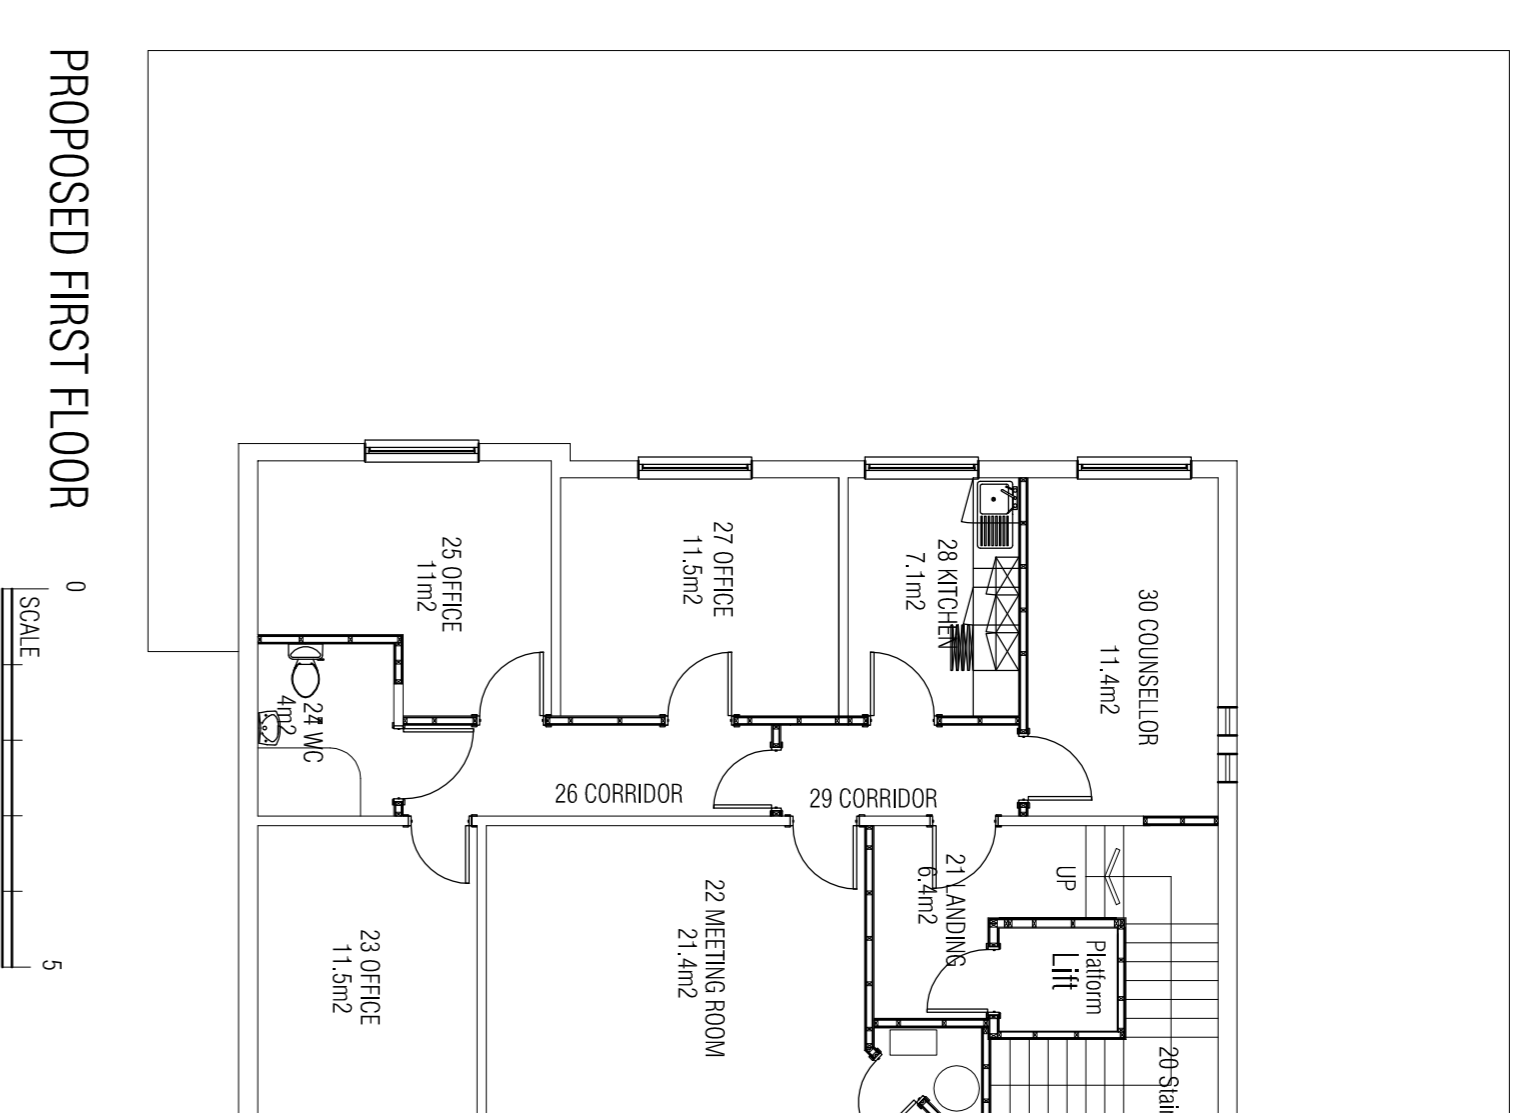 PROPOSED FIRST FLOOR
0
SCALE
5
25 OFFICE
11m2
27 OFFICE
11.5m2
28 KITCHEN
7.1m2
30 COUNSELLOR
11.4m2
24 WC
4m2
26 CORRIDOR
29 CORRIDOR
21 LANDING
6.4m2
UP
Platform
Lift
23 OFFICE
11.5m2
22 MEETING ROOM
21.4m2
20 Stair